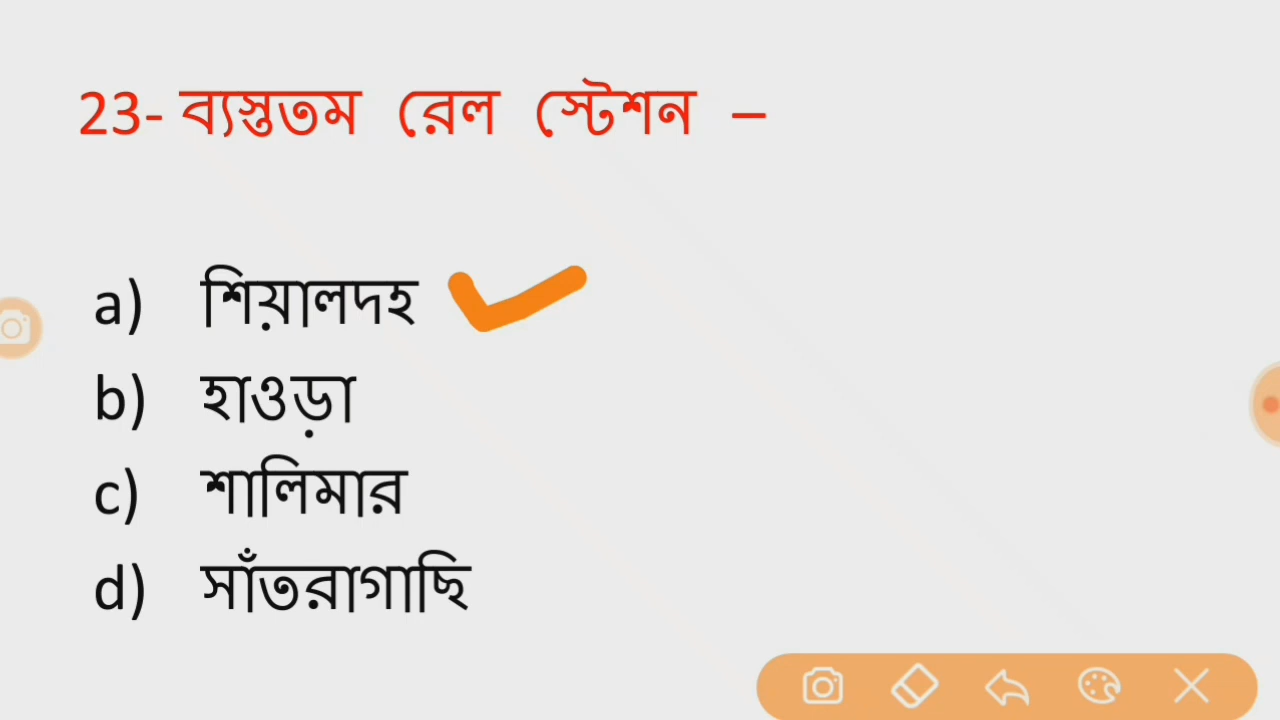 23- ব্যস্ততম রেল স্টেশন –
a) শিয়ালদহ
b) হাওড়া
c) শালিমার
d) সাঁতরাগাছি